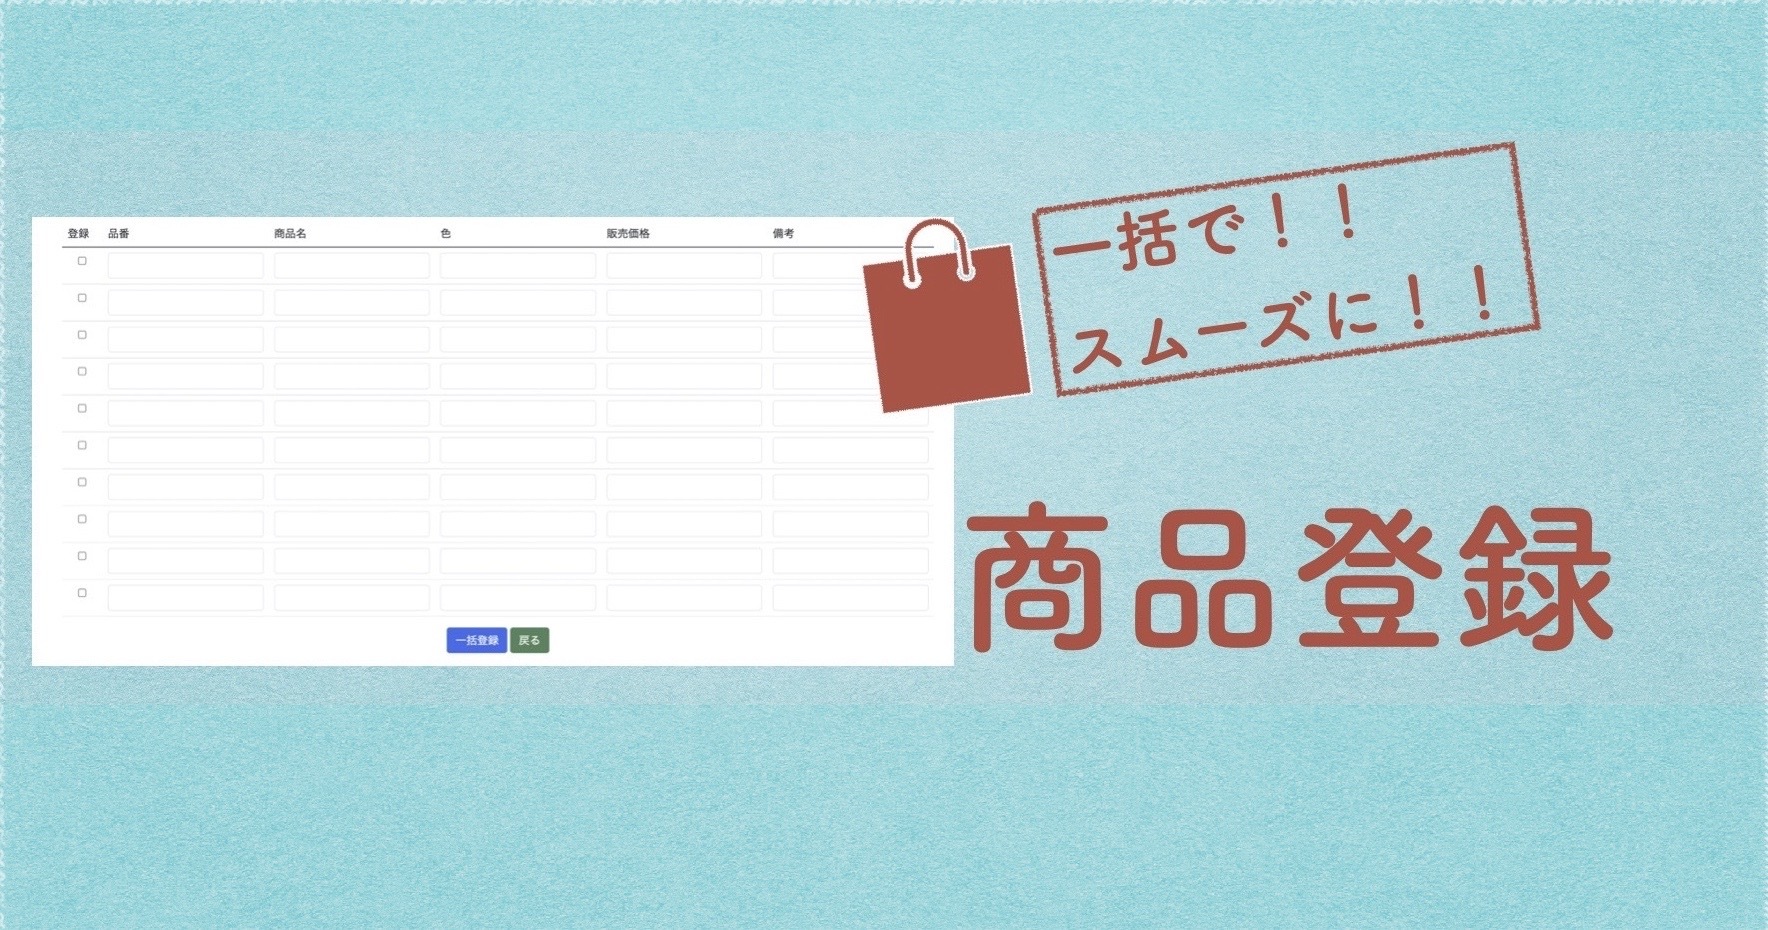 登録 品番 商品名 色 販売価格 備考
一括登録 戻る
一括で！！
スムーズに！！
商品登録